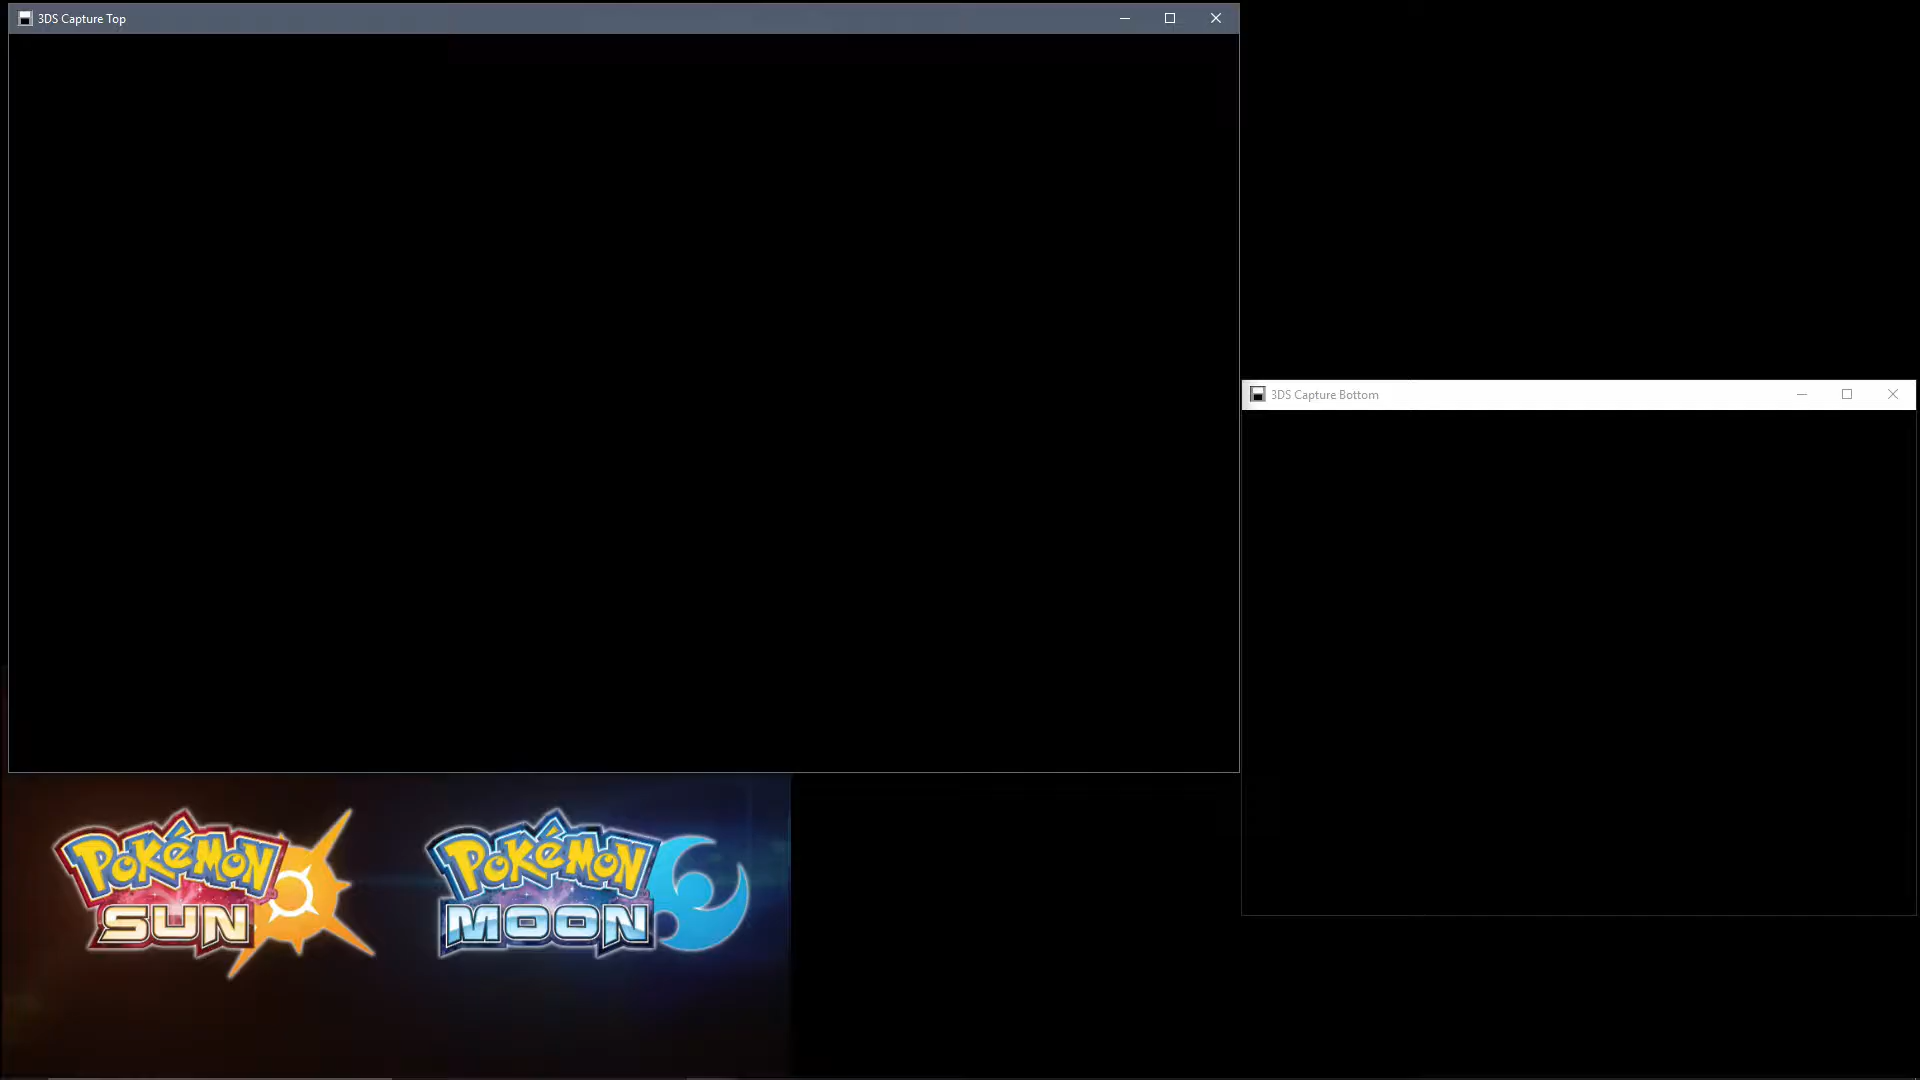 3DS Capture Top
3DS Capture Bottom
POKéMON
SUN
POKéMON
MOON